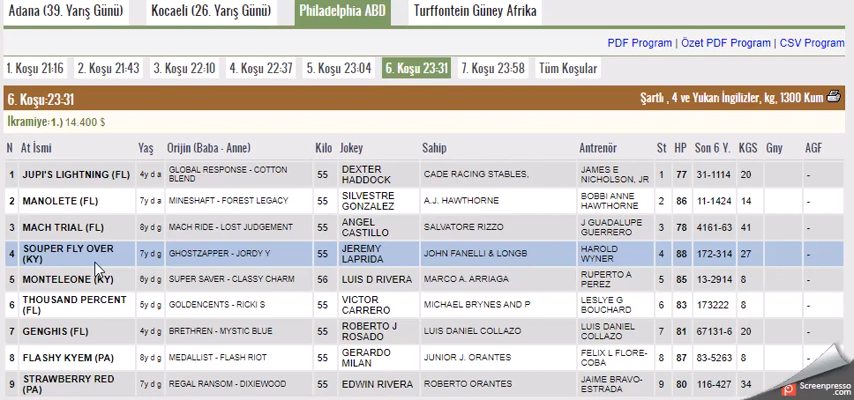 Adana (39. Yarış Günü) Kocaeli (26. Yarış Günü) Philadelphia ABD Turffontein Güney Afrika
PDF Program | Özet PDF Program | CSV Program
1. Koşu 21:16 2. Koşu 21:43 3. Koşu 22:10 4. Koşu 22:37 5. Koşu 23:04 6. Koşu 23:31 7. Koşu 23:58 Tüm Koşular
6. Koşu:23:31 Şartlı , 4 ve Yukarı İngilizler, kg, 1300 Kum
İkramiye:1.) 14.400 $
N At İsmi Yaş Orijin (Baba - Anne) Kilo Jokey Sahip Antrenör St HP Son 6 Y. KGS Gny AGF
1 JUPI'S LIGHTNING (FL) 4y d a GLOBAL RESPONSE - COTTON BLEND 55 DEXTER HADDOCK CADE RACING STABLES, JAMES E NICHOLSON, JR 1 77 31-1114 20 -
2 MANOLETE (FL) 7y d a MINESHAFT - FOREST LEGACY 55 SILVESTRE GONZALEZ A.J. HAWTHORNE BOBBI ANNE HAWTHORNE 2 86 11-1424 14 -
3 MACH TRIAL (FL) 8y d g MACH RIDE - LOST JUDGEMENT 55 ANGEL CASTILLO SALVATORE RIZZO J GUADALUPE GUERRERO 3 78 4161-63 41 -
4 SOUPER FLY OVER (KY) 7y d g GHOSTZAPPER - JORDY Y 55 JEREMY LAPRIDA JOHN FANELLI & LONGB HAROLD WYNER 4 88 172-314 27 -
5 MONTELEONE (KY) 6y d g SUPER SAVER - CLASSY CHARM 56 LUIS D RIVERA MARCO A. ARRIAGA RUPERTO A PEREZ 5 85 13-2914 8 -
6 THOUSAND PERCENT (FL) 5y d g GOLDENCENTS - RICKI S 55 VICTOR CARRERO MICHAEL BRYNES AND P LESLYE G BOUCHARD 6 83 173222 8 -
7 GENGHIS (FL) 4y d g BRETHREN - MYSTIC BLUE 55 ROBERTO J ROSADO LUIS DANIEL COLLAZO LUIS DANIEL COLLAZO 7 81 67131-6 20 -
8 FLASHY KYEM (PA) 8y d g MEDALLIST - FLASH RIOT 55 GERARDO MILAN JUNIOR J. ORANTES FELIX L FLORE-COBA 8 87 83-5263 8 -
9 STRAWBERRY RED (PA) 7y d g REGAL RANSOM - DIXIEWOOD 55 EDWIN RIVERA ROBERTO ORANTES JAIME BRAVO-ESTRADA 9 80 116-427 34 -
Screenpresso
.com